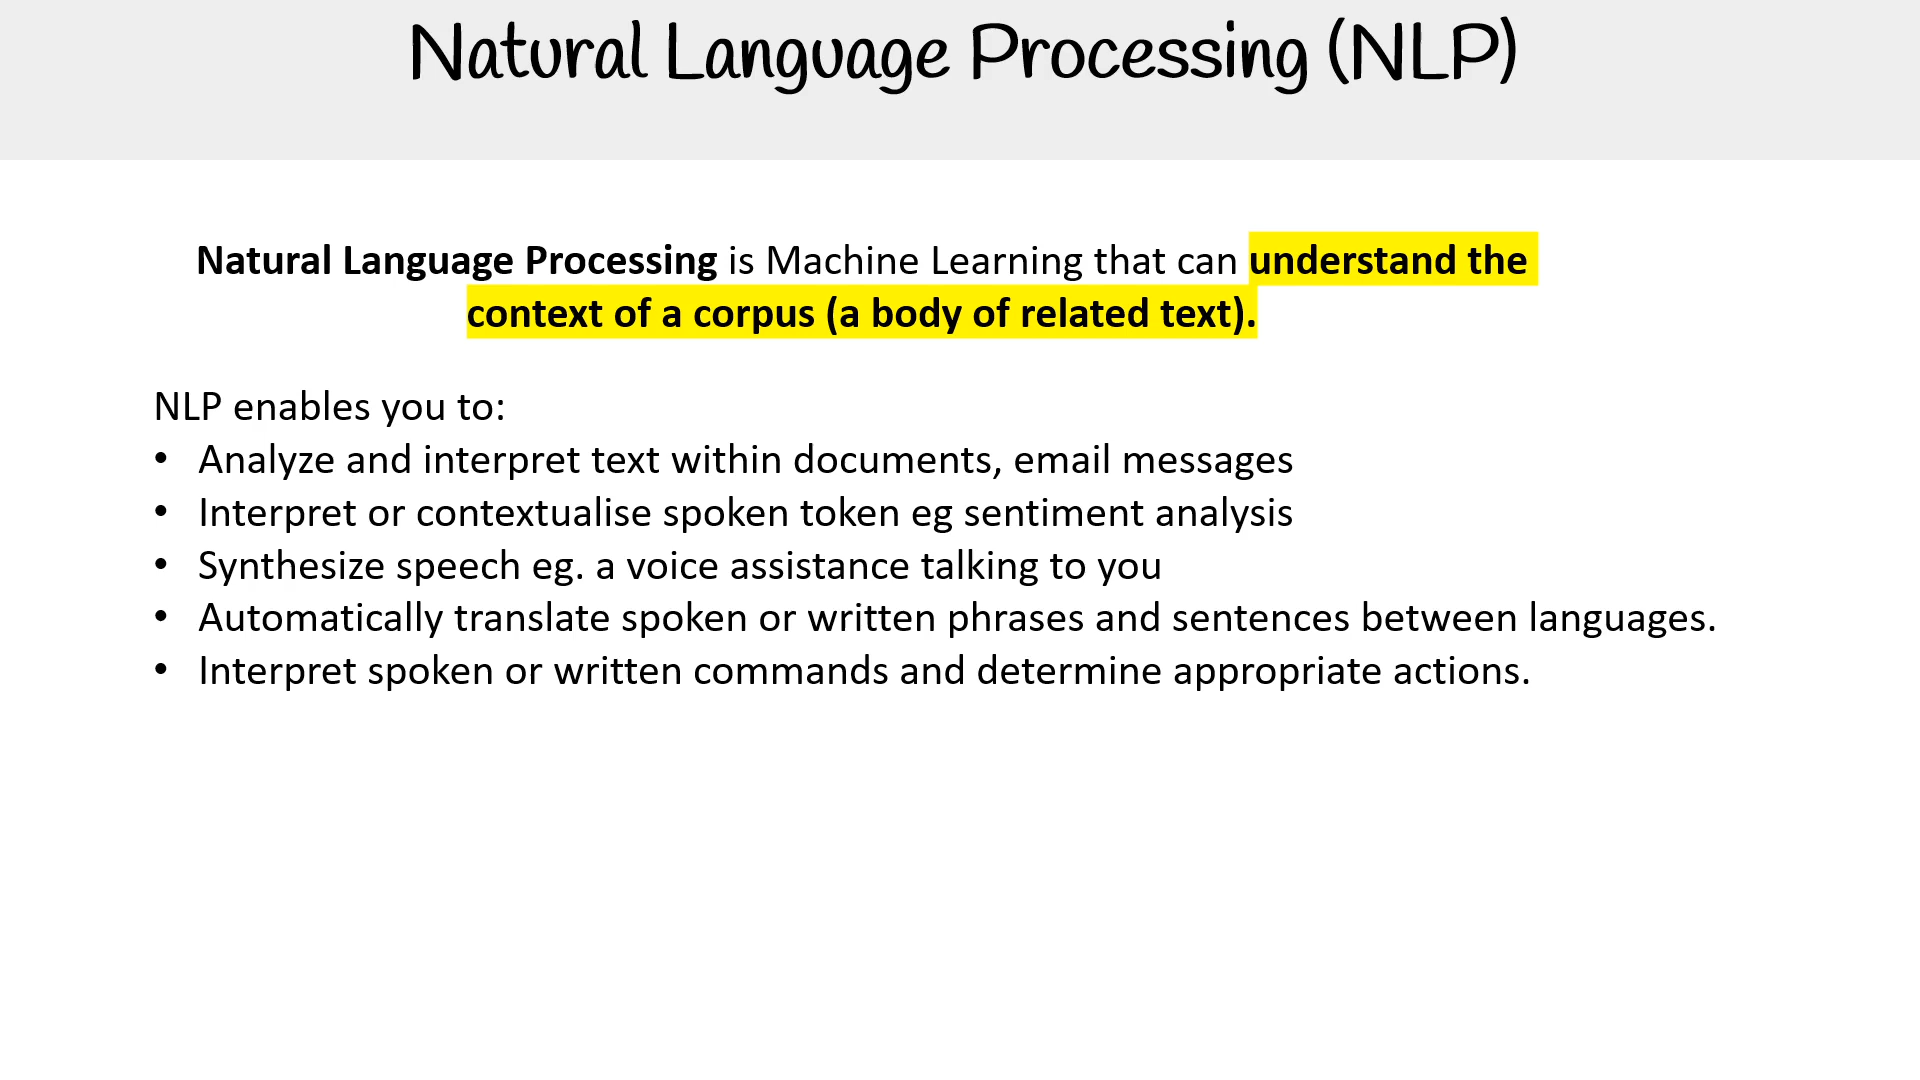 Natural Language Processing (NLP)
Natural Language Processing is Machine Learning that can understand the
context of a corpus (a body of related text).
NLP enables you to:
• Analyze and interpret text within documents, email messages
• Interpret or contextualise spoken token eg sentiment analysis
• Synthesize speech eg. a voice assistance talking to you
• Automatically translate spoken or written phrases and sentences between languages.
• Interpret spoken or written commands and determine appropriate actions.